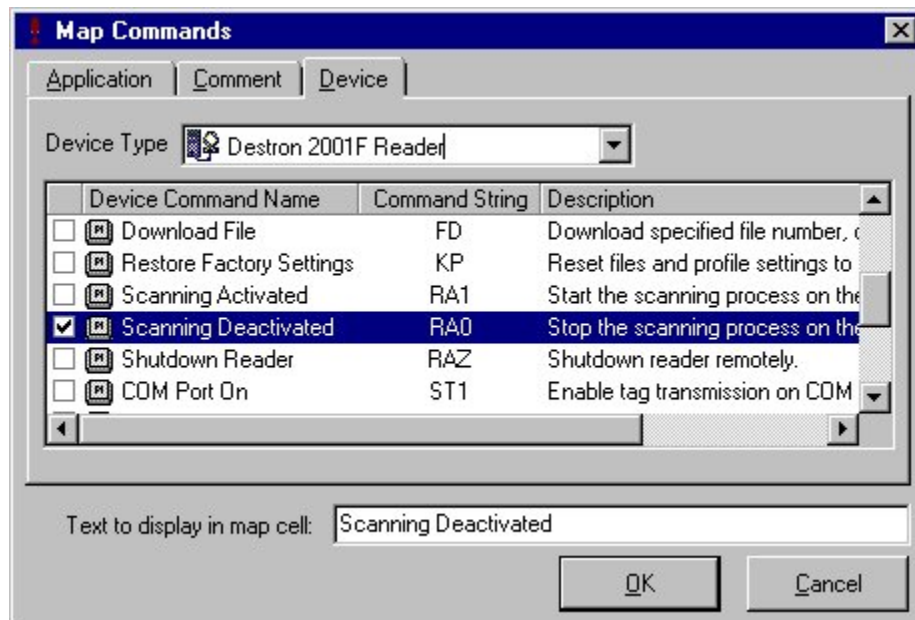 Map Commands
Application Comment Device
Device Type Destron 2001F Reader
Device Command Name Command String Description
Download File FD Download specified file number,
Restore Factory Settings KP Reset files and profile settings to
Scanning Activated RA1 Start the scanning process on the
Scanning Deactivated RA0 Stop the scanning process on the
Shutdown Reader RAZ Shutdown reader remotely.
COM Port On ST1 Enable tag transmission on COM
Text to display in map cell: Scanning Deactivated
OK Cancel